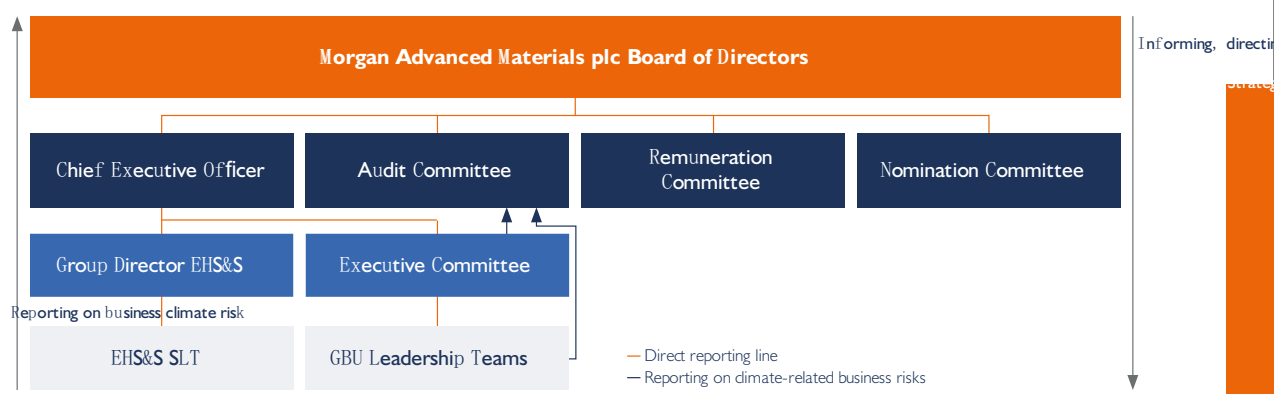 Morgan Advanced Materials plc Board of Directors
Informing,
Chief Executive Officer
Audit Committee
Remuneration
Committee
Nomination Committee
Group Director EHS&S
Executive Committee
Reporting on business climate risk
EHS&S SLT
GBU Leadership Teams
Direct reporting line
Reporting on climate-related business risks